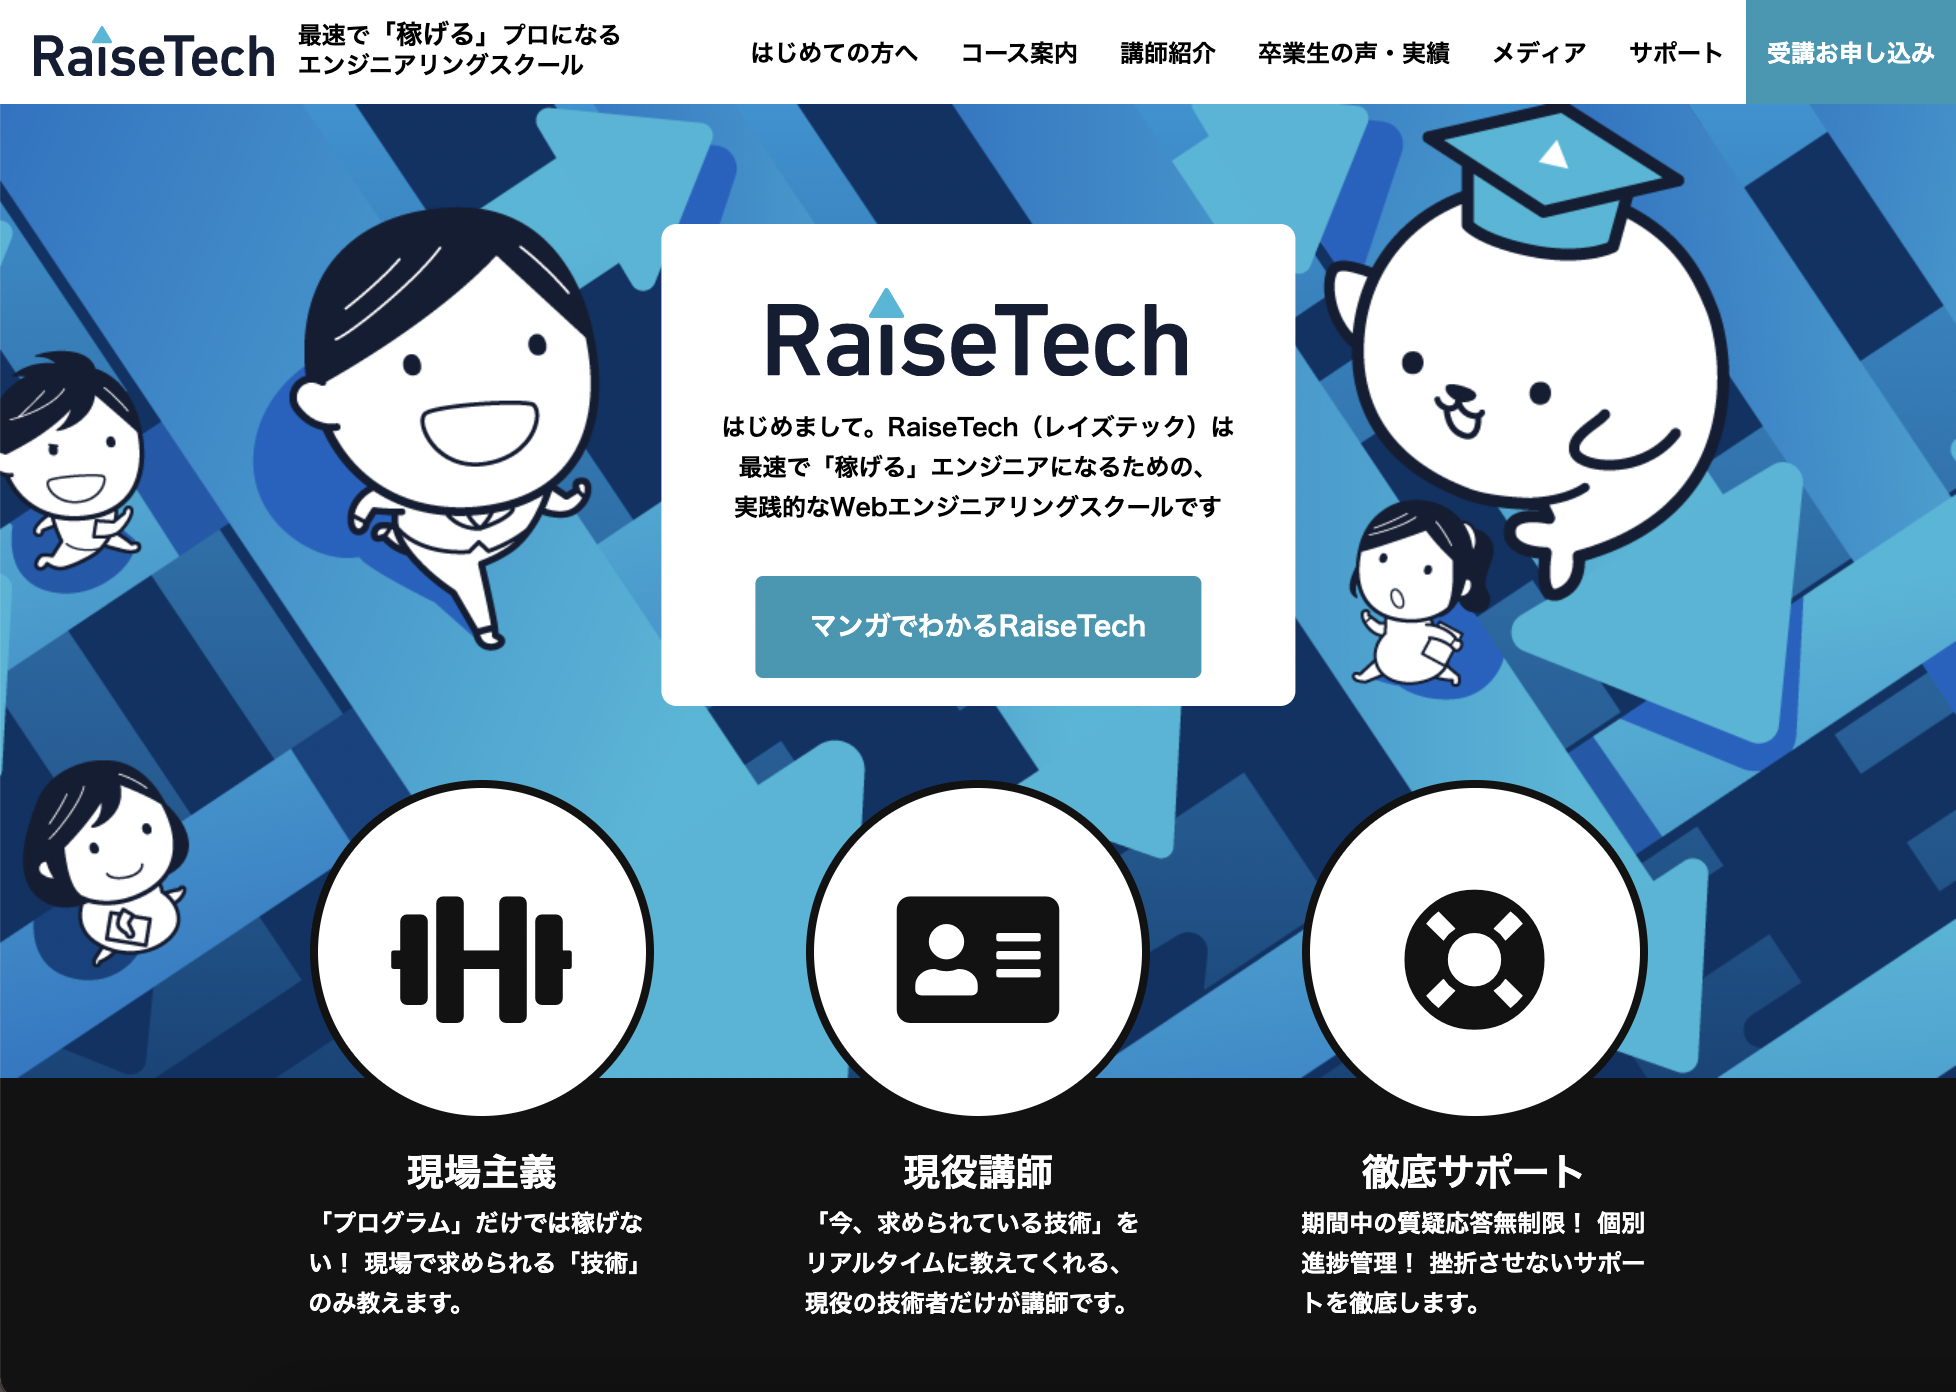 RaiseTech
最速で「稼げる」プロになる
エンジニアリングスクール
はじめての方へ
コース案内
講師紹介
卒業生の声・実績
メディア
サポート
受講お申し込み
RaiseTech
はじめまして。RaiseTech（レイズテック）は
最速で「稼げる」エンジニアになるための、
実践的なWebエンジニアリングスクールです
マンガでわかるRaiseTech
現場主義
「プログラム」だけでは稼げな
い！ 現場で求められる「技術」
のみ教えます。
現役講師
「今、求められている技術」を
リアルタイムに教えてくれる、
現役の技術者だけが講師です。
徹底サポート
期間中の質疑応答無制限！ 個別
進捗管理！ 挫折させないサポー
トを徹底します。